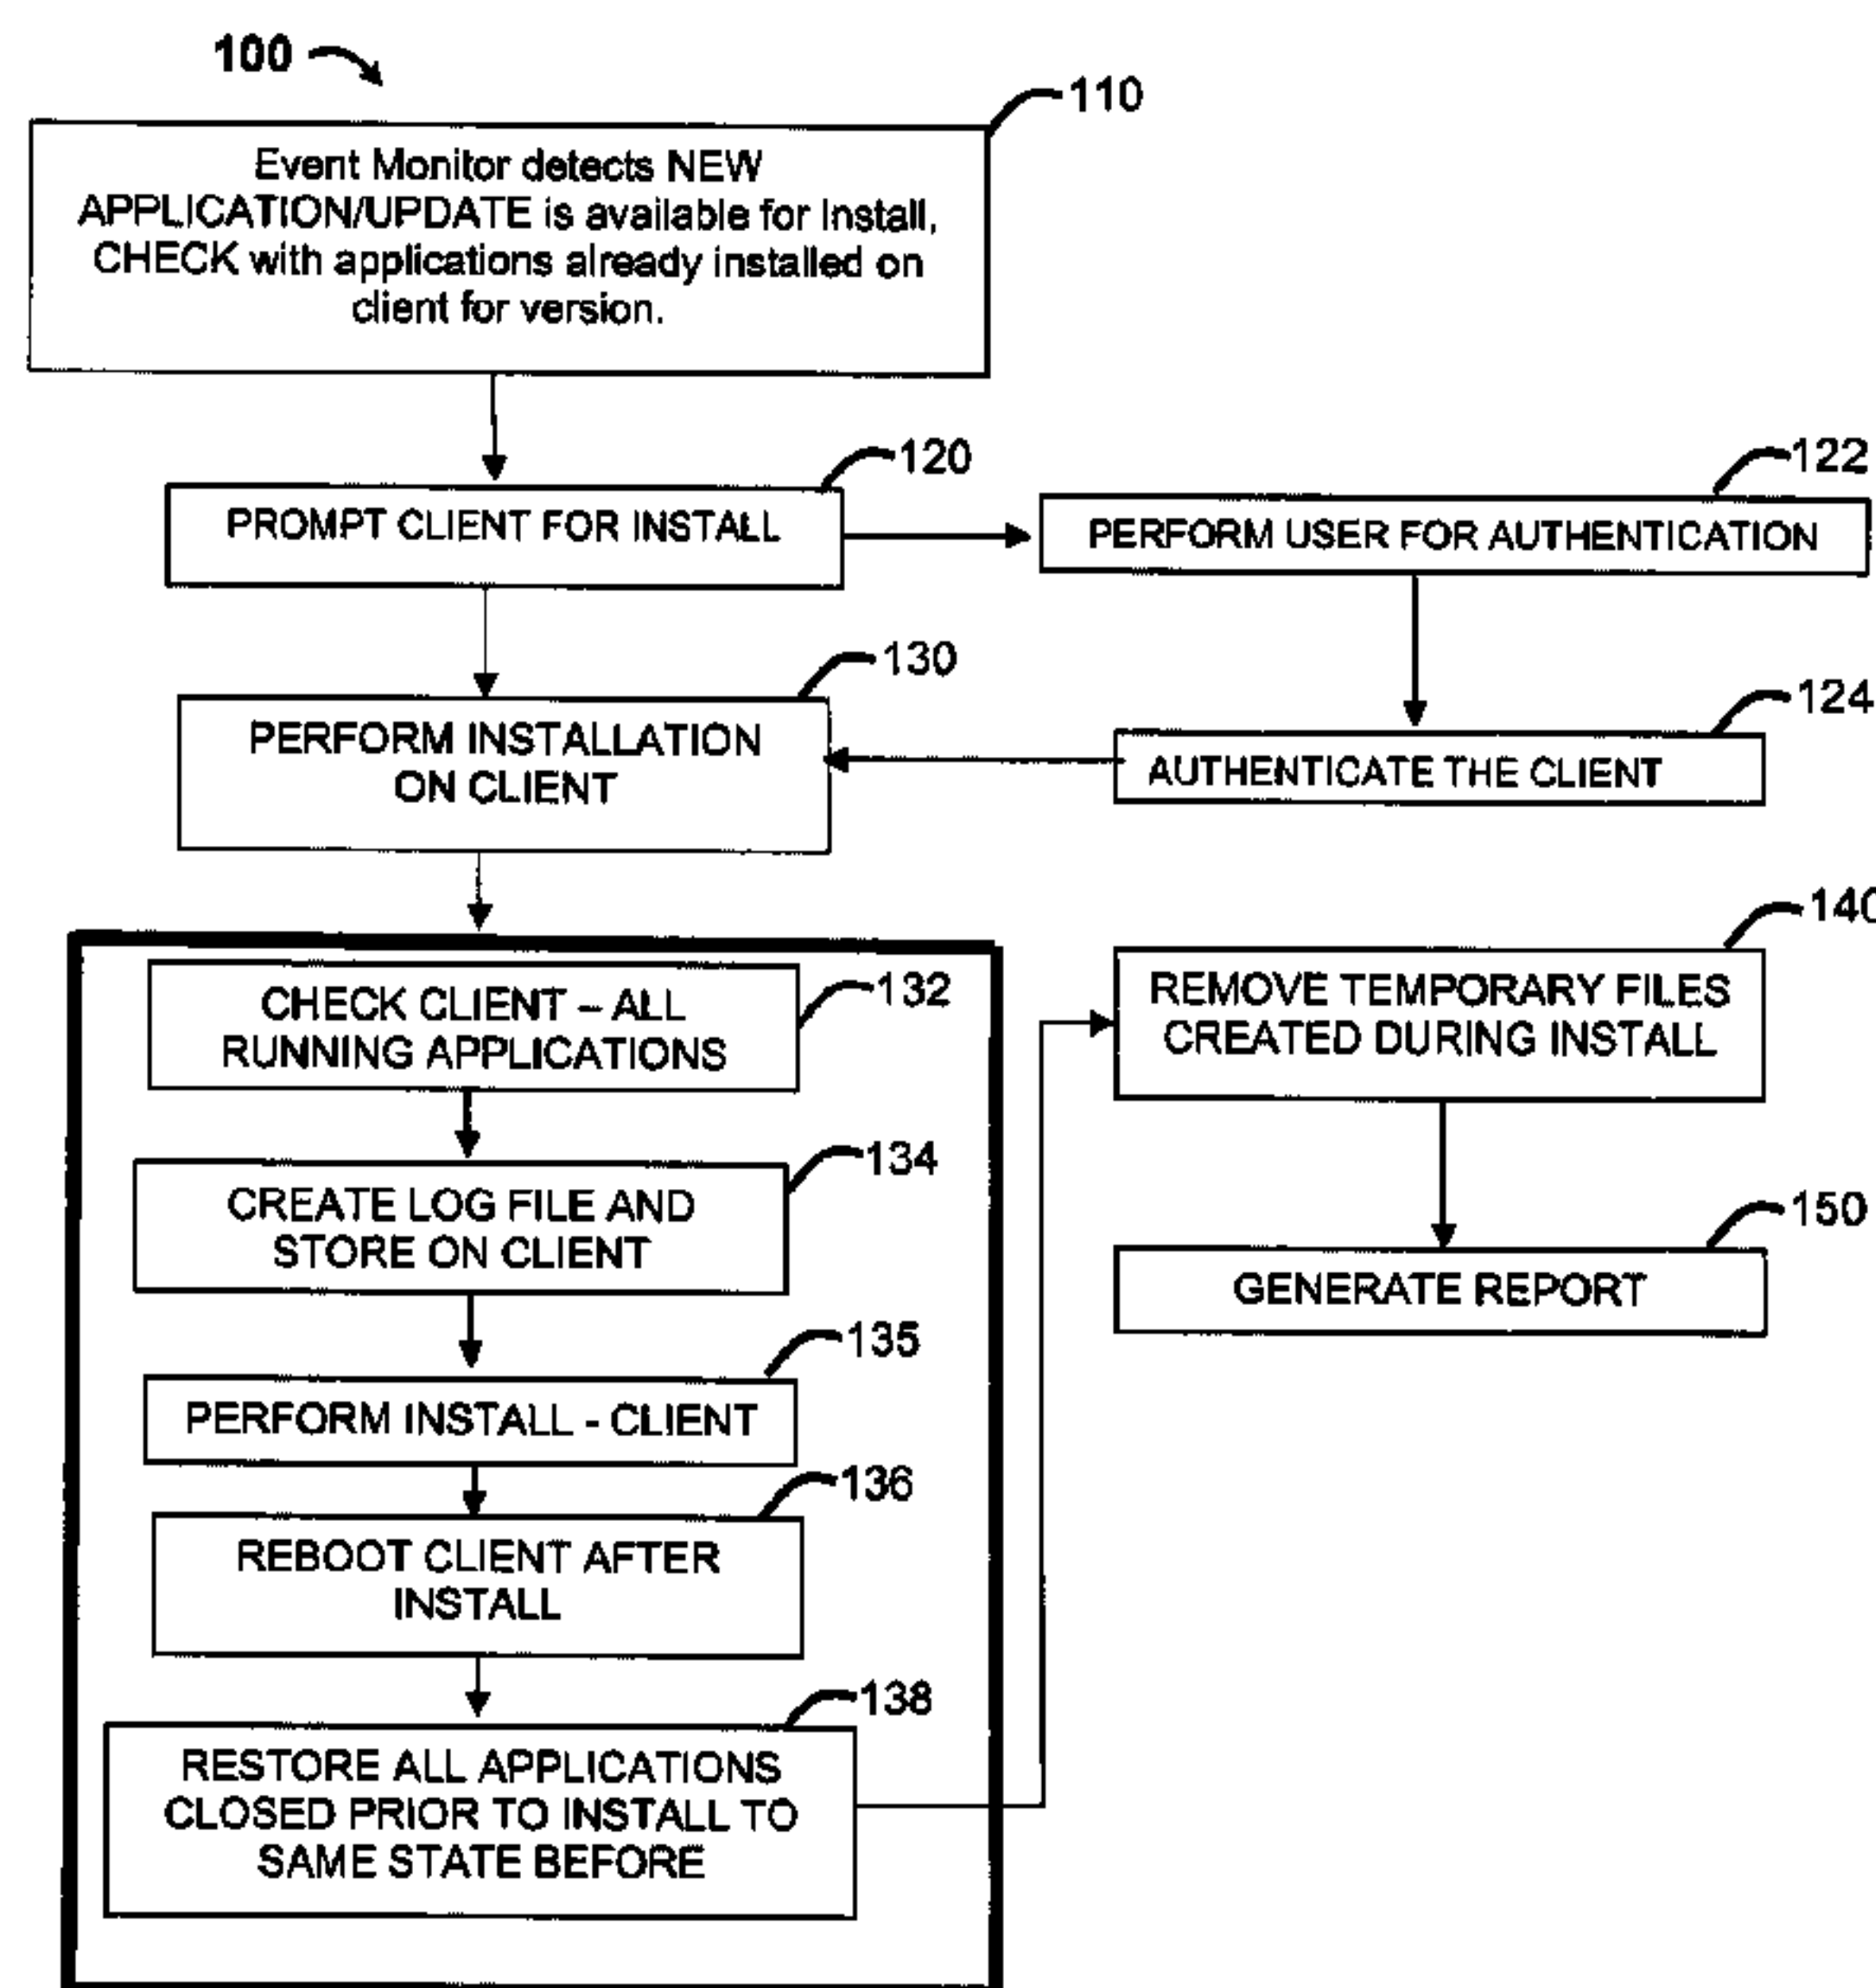 100
110
Event Monitor detects NEW
APPLICATION/UPDATE is available for Install,
CHECK with applications already installed on
client for version.
120
PROMPT CLIENT FOR INSTALL
122
PERFORM USER FOR AUTHENTICATION
130
PERFORM INSTALLATION
ON CLIENT
124
AUTHENTICATE THE CLIENT
132
CHECK CLIENT – ALL
RUNNING APPLICATIONS
134
CREATE LOG FILE AND
STORE ON CLIENT
135
PERFORM INSTALL - CLIENT
136
REBOOT CLIENT AFTER
INSTALL
138
RESTORE ALL APPLICATIONS
CLOSED PRIOR TO INSTALL TO
SAME STATE BEFORE
140
REMOVE TEMPORARY FILES
CREATED DURING INSTALL
150
GENERATE REPORT